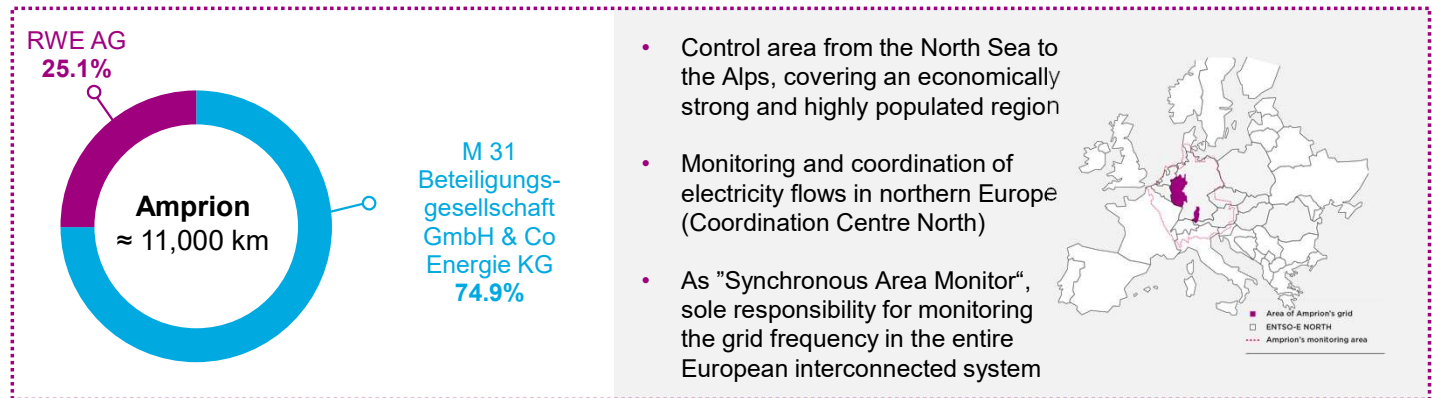 RWE AG
25.1%
Amprion
≈ 11,000 km
M 31
Beteiligungs-
gesellschaft
GmbH & Co
Energie KG
74.9%
• Control area from the North Sea to
the Alps, covering an economically
strong and highly populated region
• Monitoring and coordination of
electricity flows in northern Europe
(Coordination Centre North)
• As ”Synchronous Area Monitor“,
sole responsibility for monitoring
the grid frequency in the entire
European interconnected system
Area of Amprion's grid
ENTSO-E NORTH
Amprion's monitoring area